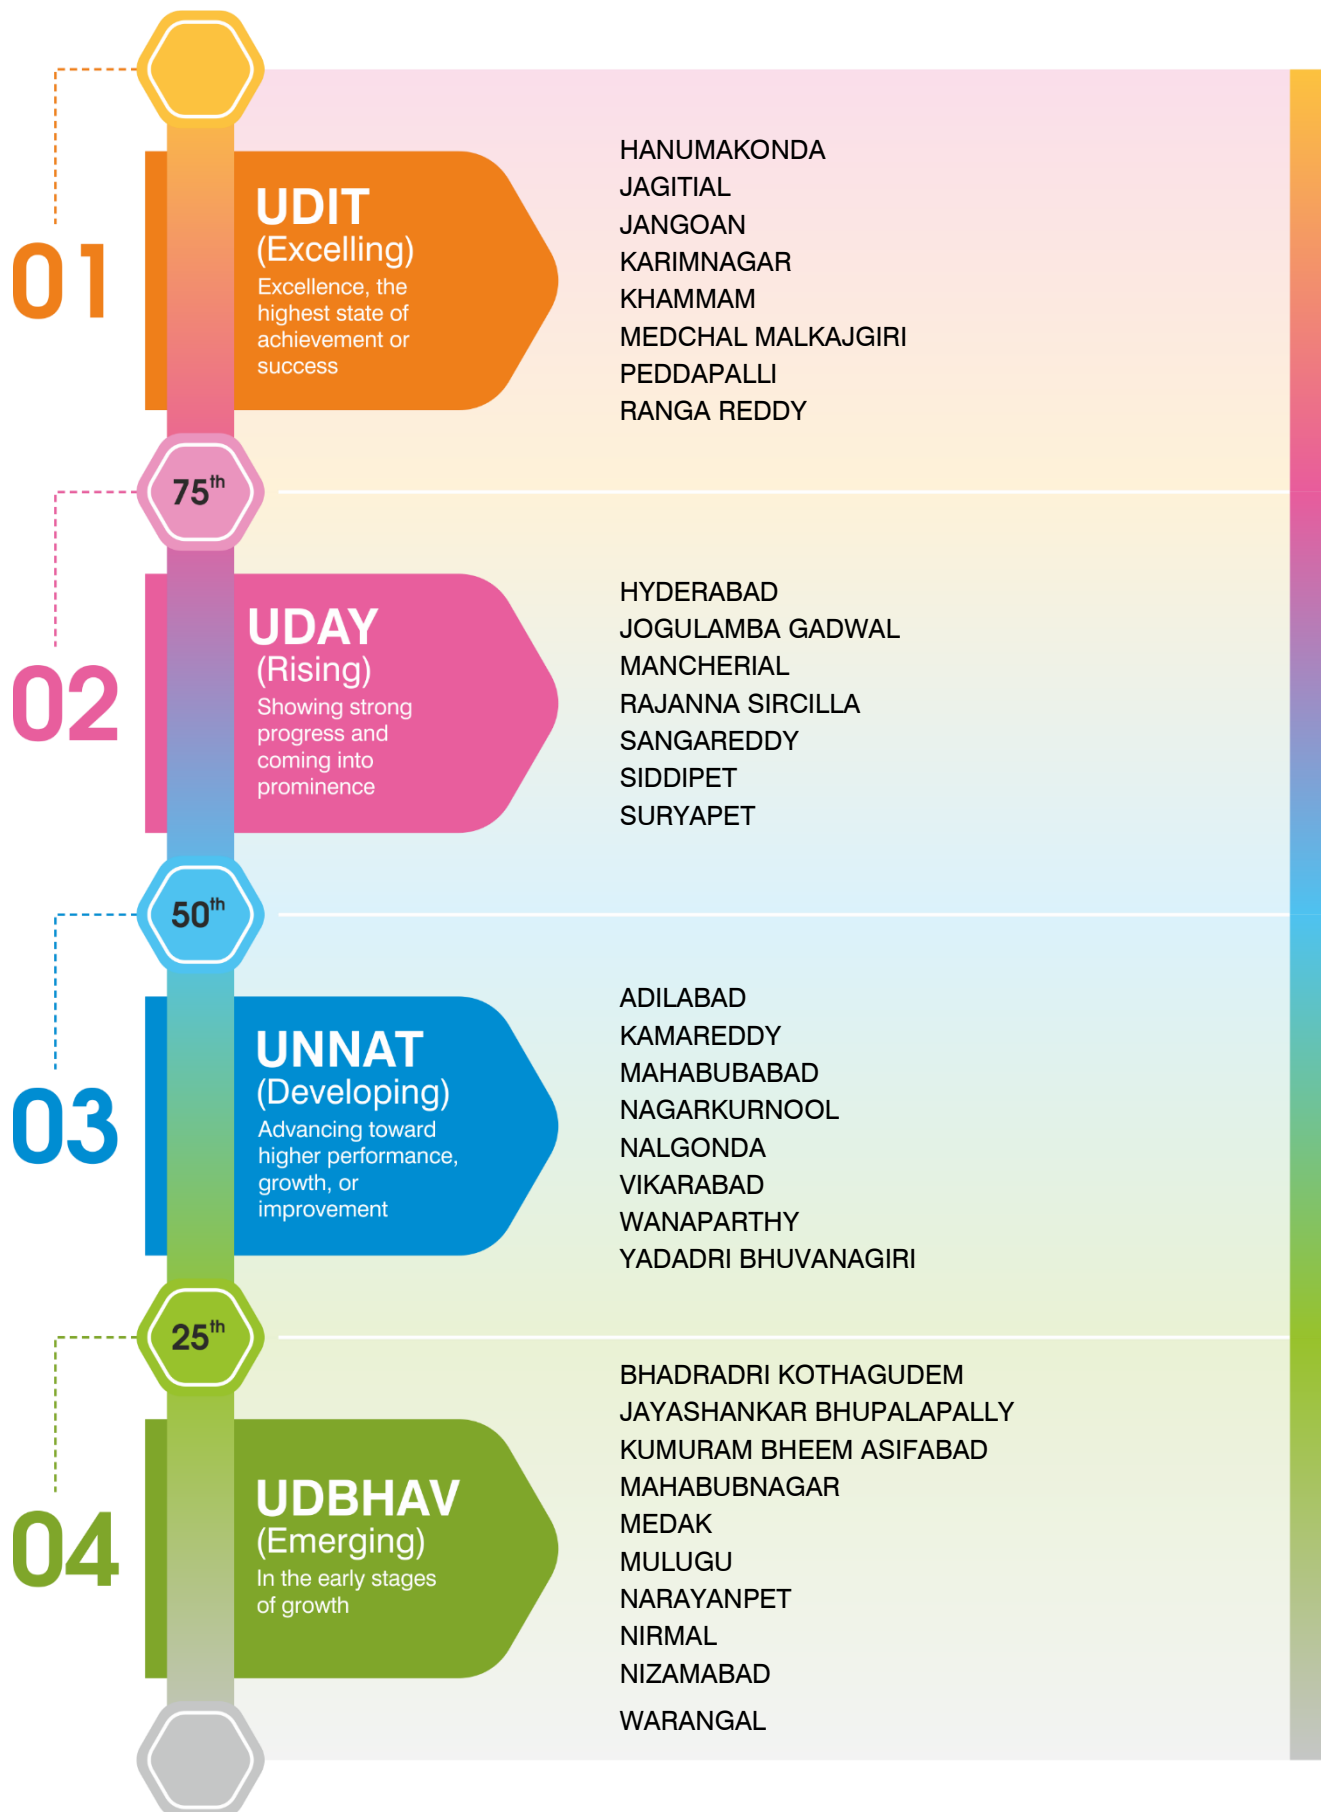 01
UDIT
(Excelling)
Excellence, the
highest state of
achievement or
success
HANUMAKONDA
JAGITIAL
JANGOAN
KARIMNAGAR
KHAMMAM
MEDCHAL MALKAJGIRI
PEDDAPALLI
RANGA REDDY
75th
02
UDAY
(Rising)
Showing strong
progress and
coming into
prominence
HYDERABAD
JOGULAMBA GADWAL
MANCHERIAL
RAJANNA SIRCILLA
SANGAREDDY
SIDDIPET
SURYAPET
50th
03
UNNAT
(Developing)
Advancing toward
higher performance,
growth, or
improvement
ADILABAD
KAMAREDDY
MAHABUBABAD
NAGARKURNOOL
NALGONDA
VIKARABAD
WANAPARTHY
YADADRI BHUVANAGIRI
25th
04
UDBHAV
(Emerging)
In the early stages
of growth
BHADRADRI KOTHAGUDEM
JAYASHANKAR BHUPALAPALLY
KUMURAM BHEEM ASIFABAD
MAHABUBNAGAR
MEDAK
MULUGU
NARAYANPET
NIRMAL
NIZAMABAD
WARANGAL